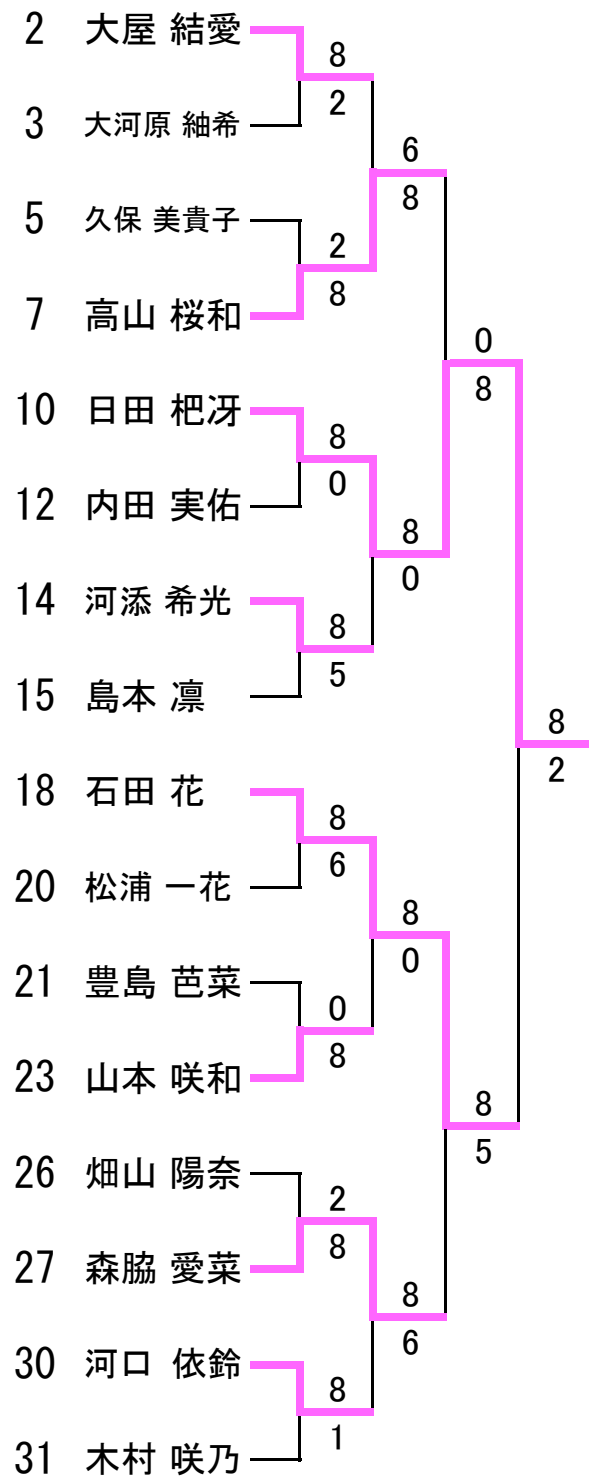 2 大屋 結愛
8
2
3 大河原 紬希
6
8
5 久保 美貴子
2
8
7 高山 桜和
0
8
10 日田 杷冴
8
0
12 内田 実佑
8
0
14 河添 希光
8
5
15 島本 凛
8
2
18 石田 花
8
6
20 松浦 一花
8
0
21 豊島 芭菜
0
8
23 山本 咲和
8
5
26 畑山 陽奈
2
8
27 森脇 愛菜
8
6
30 河口 依鈴
8
1
31 木村 咲乃